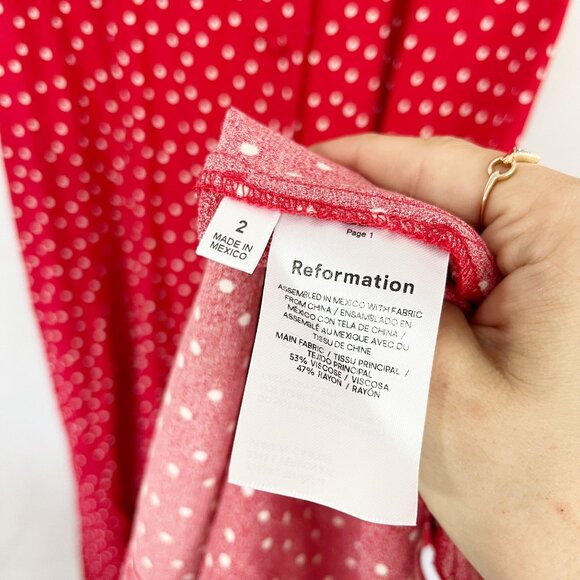 2
MADE IN
MEXICO
Page 1
Reformation
ASSEMBLED IN MEXICO WITH FABRIC
FROM CHINA / ENSAMBLADO EN
MÉXICO CON TELA DE CHINA /
ASSEMBLÉ AU MEXIQUE AVEC DU
TISSU DE CHINE
MAIN FABRIC / TISSU PRINCIPAL /
TEJIDO PRINCIPAL
53% VISCOSE / VISCOSA
47% RAYON / RAYÓN